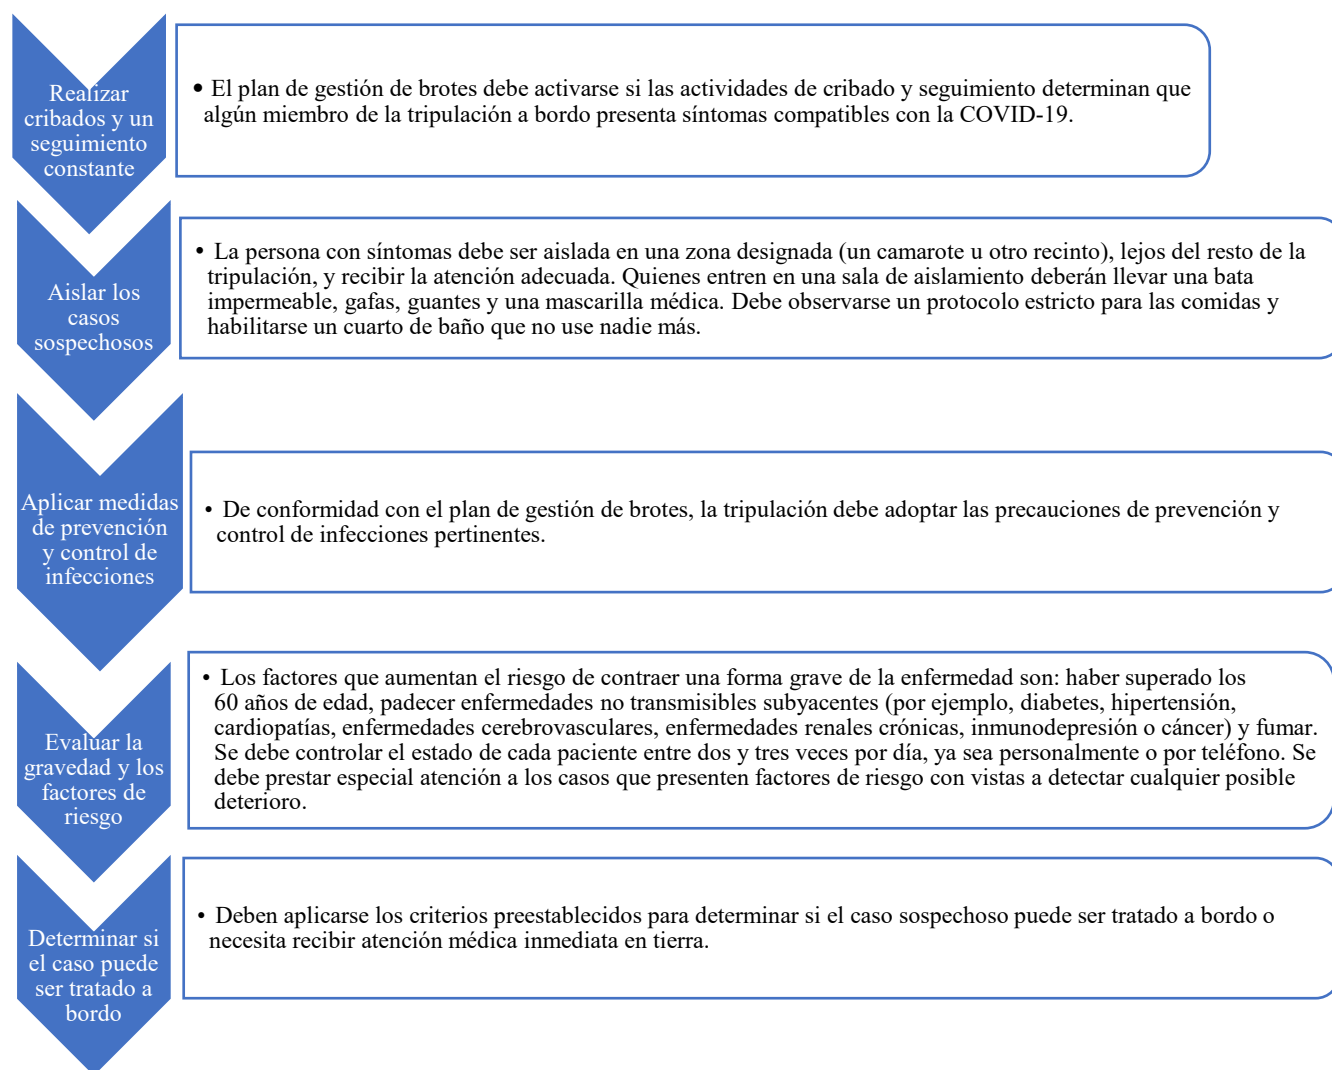 Realizar
cribados y un
seguimiento
constante
• El plan de gestión de brotes debe activarse si las actividades de cribado y seguimiento determinan que
algún miembro de la tripulación a bordo presenta síntomas compatibles con la COVID-19.
Aislar los
casos
sospechosos
• La persona con síntomas debe ser aislada en una zona designada (un camarote u otro recinto), lejos del resto de la
tripulación, y recibir la atención adecuada. Quienes entren en una sala de aislamiento deberán llevar una bata
impermeable, gafas, guantes y una mascarilla médica. Debe observarse un protocolo estricto para las comidas y
habilitarse un cuarto de baño que no use nadie más.
Aplicar medidas
de prevención
y control de
infecciones
• De conformidad con el plan de gestión de brotes, la tripulación debe adoptar las precauciones de prevención y
control de infecciones pertinentes.
Evaluar la
gravedad y los
factores de
riesgo
• Los factores que aumentan el riesgo de contraer una forma grave de la enfermedad son: haber superado los
60 años de edad, padecer enfermedades no transmisibles subyacentes (por ejemplo, diabetes, hipertensión,
cardiopatías, enfermedades cerebrovasculares, enfermedades renales crónicas, inmunodepresión o cáncer) y fumar.
Se debe controlar el estado de cada paciente entre dos y tres veces por día, ya sea personalmente o por teléfono. Se
debe prestar especial atención a los casos que presenten factores de riesgo con vistas a detectar cualquier posible
deterioro.
Determinar si
el caso puede
ser tratado a
bordo
• Deben aplicarse los criterios preestablecidos para determinar si el caso sospechoso puede ser tratado a bordo o
necesita recibir atención médica inmediata en tierra.